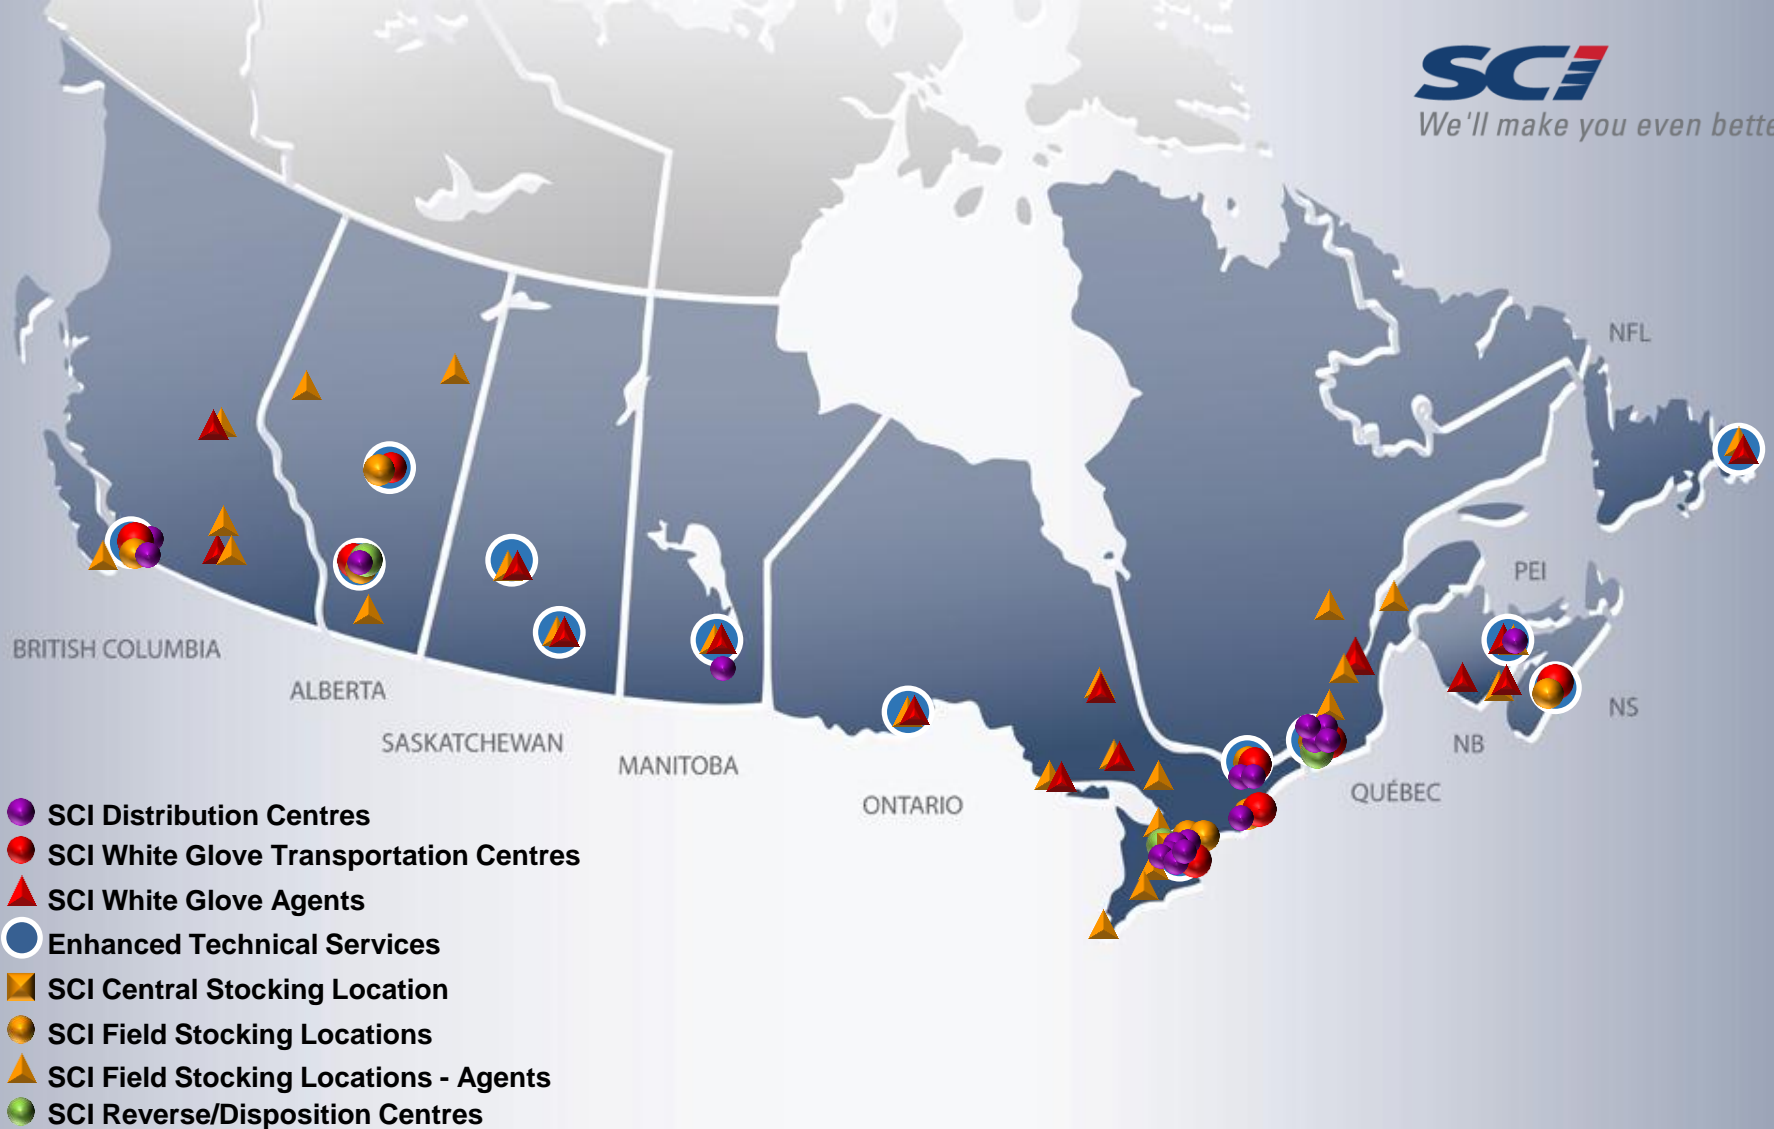 SCI
We'll make you even bette
NFL
PEI
BRITISH COLUMBIA
ALBERTA
NS
SASKATCHEWAN
NB
MANITOBA
QUÉBEC
ONTARIO
SCI Distribution Centres
SCI White Glove Transportation Centres
SCI White Glove Agents
Enhanced Technical Services
SCI Central Stocking Location
SCI Field Stocking Locations
SCI Field Stocking Locations - Agents
SCI Reverse/Disposition Centres